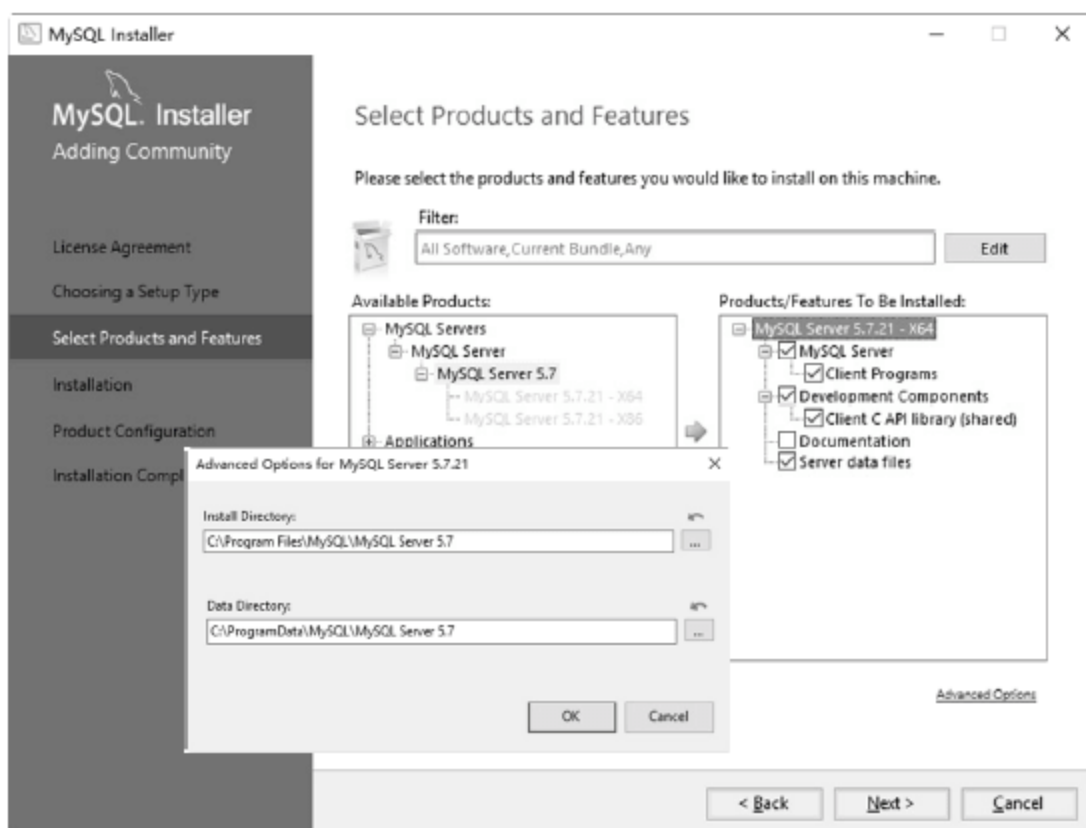 MySQL Installer
MySQL. Installer
Adding Community
License Agreement
Choosing a Setup Type
Select Products and Features
Installation
Product Configuration
Installation Compl
Select Products and Features
Please select the products and features you would like to install on this machine.
Filter:
All Software,Current Bundle,Any
Edit
Available Products:
MySQL Servers
MySQL Server
MySQL Server 5.7
MySQL Server 5.7.21 - X64
MySQL Server 5.7.21 - X86
Applications
Products/Features To Be Installed:
MySQL Server 5.7.21 - X64
MySQL Server
Client Programs
Development Components
Client C API library (shared)
Documentation
Server data files
Advanced Options for MySQL Server 5.7.21
Install Directory:
C:\Program Files\MySQL\MySQL Server 5.7
...
Data Directory:
C:\ProgramData\MySQL\MySQL Server 5.7
...
OK
Cancel
Advanced Options
< Back
Next >
Cancel